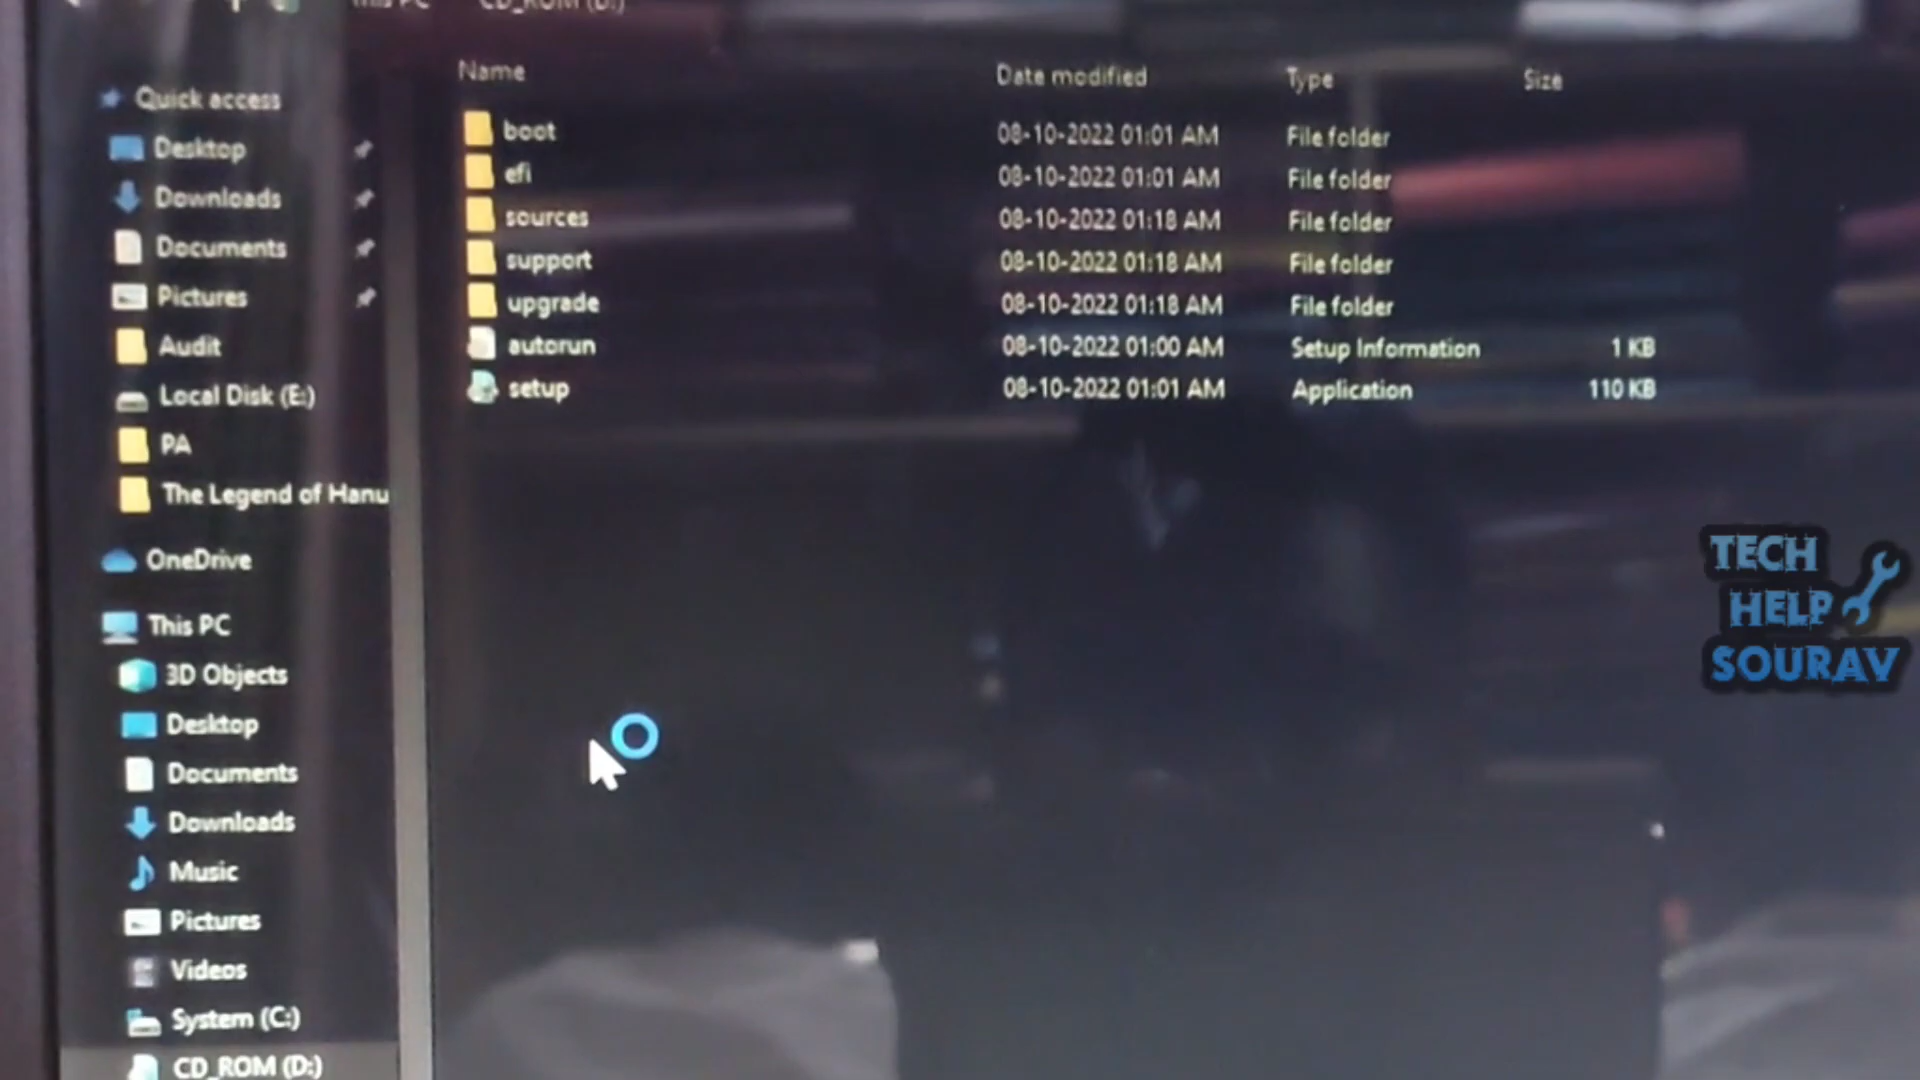 This PC CD_ROM (D:)
Name Date modified Type Size
Quick access
Desktop
Downloads
Documents
Pictures
Audit
Local Disk (E:)
PA
The Legend of Hanu
OneDrive
This PC
3D Objects
Desktop
Documents
Downloads
Music
Pictures
Videos
System (C:)
CD_ROM (D:)
boot 08-10-2022 01:01 AM File folder
efi 08-10-2022 01:01 AM File folder
sources 08-10-2022 01:18 AM File folder
support 08-10-2022 01:18 AM File folder
upgrade 08-10-2022 01:18 AM File folder
autorun 08-10-2022 01:00 AM Setup Information 1 KB
setup 08-10-2022 01:01 AM Application 110 KB
TECH
HELP
SOURAV